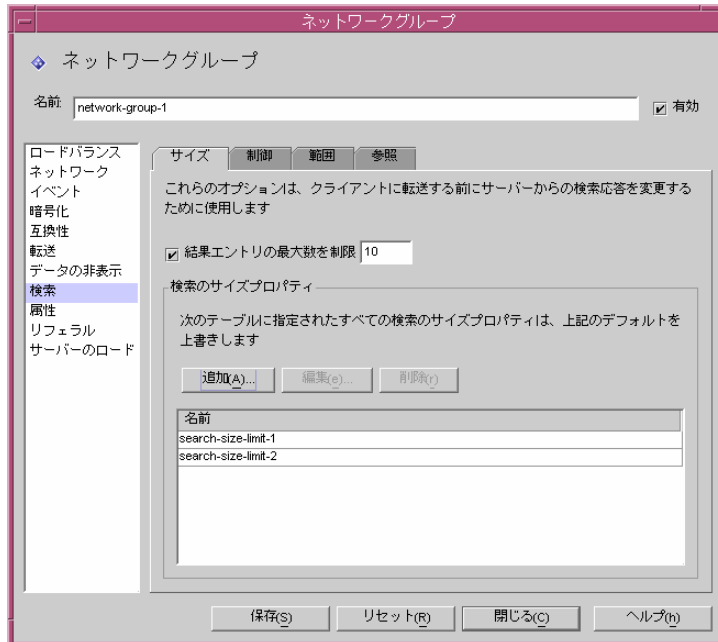 ネットワークグループ
ネットワークグループ
名前: network-group-1 有効
ロードバランス
ネットワーク
イベント
暗号化
互換性
転送
データの非表示
検索
属性
リフェラル
サーバーのロード
サイズ 制御 範囲 参照
これらのオプションは、クライアントに転送する前にサーバーからの検索応答を変更する
ために使用します
結果エントリの最大数を制限 10
検索のサイズプロパティ
次のテーブルに指定されたすべての検索のサイズプロパティは、上記のデフォルトを
上書きします
追加(A)... 編集(e)... 削除(r)
名前
search-size-limit-1
search-size-limit-2
保存(S) リセット(R) 閉じる(C) ヘルプ(h)